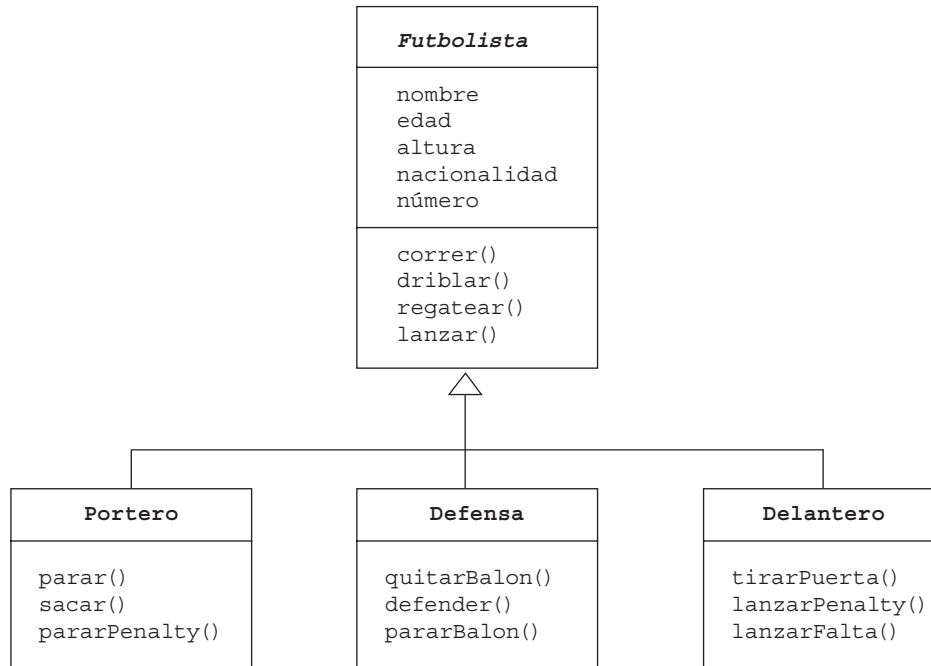 Futbolista
nombre
edad
altura
nacionalidad
número
correr()
driblar()
regatear()
lanzar()
Portero
parar()
sacar()
pararPenalty()
Defensa
quitarBalon()
defender()
pararBalon()
Delantero
tirarPuerta()
lanzarPenalty()
lanzarFalta()